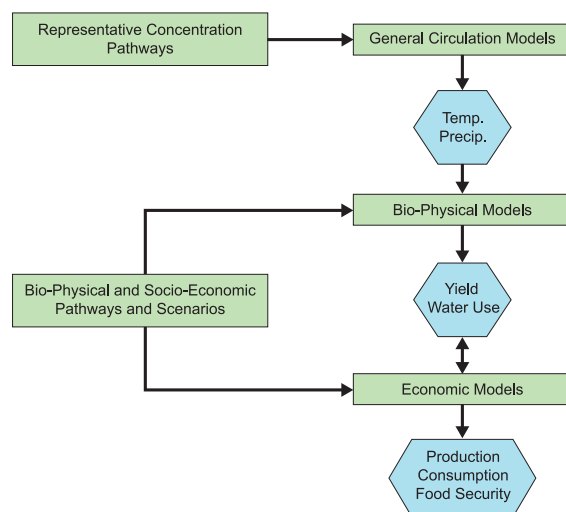 Representative Concentration
Pathways
General Circulation Models
Temp.
Precip.
Bio-Physical Models
Bio-Physical and Socio-Economic
Pathways and Scenarios
Yield
Water Use
Economic Models
Production
Consumption
Food Security